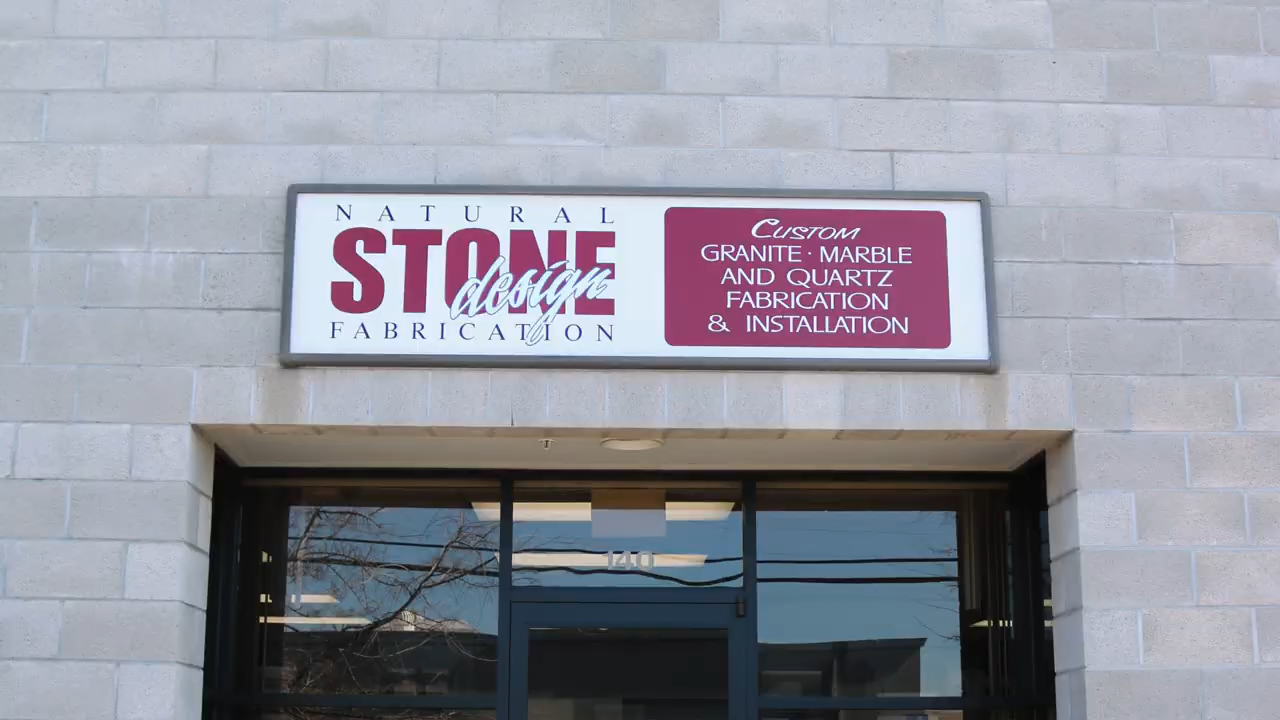 NATURAL
STONE
design
FABRICATION
CUSTOM
GRANITE · MARBLE
AND QUARTZ
FABRICATION
& INSTALLATION
140